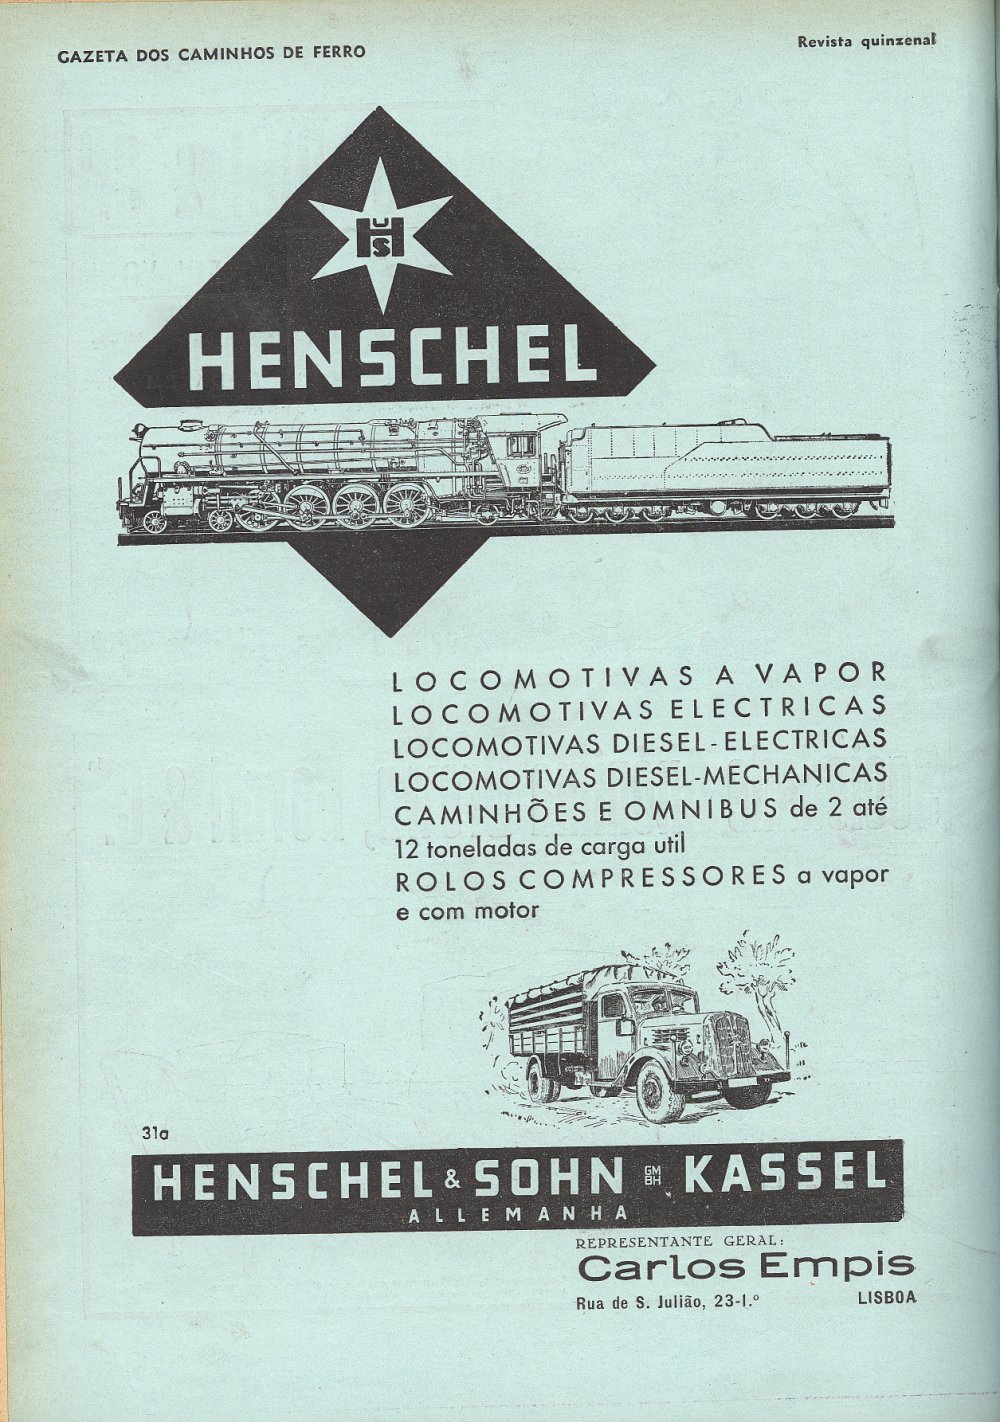 GAZETA DOS CAMINHOS DE FERRO
Revista quinzenal
HUS
HENSCHEL
LOCOMOTIVAS A VAPOR
LOCOMOTIVAS ELECTRICAS
LOCOMOTIVAS DIESEL-ELECTRICAS
LOCOMOTIVAS DIESEL-MECHANICAS
CAMINHÕES E OMNIBUS de 2 até
12 toneladas de carga util
ROLOS COMPRESSORES a vapor
e com motor
31a
HENSCHEL & SOHN GMBH KASSEL
ALLEMANHA
REPRESENTANTE GERAL:
Carlos Empis
Rua de S. Julião, 23-1.º LISBOA